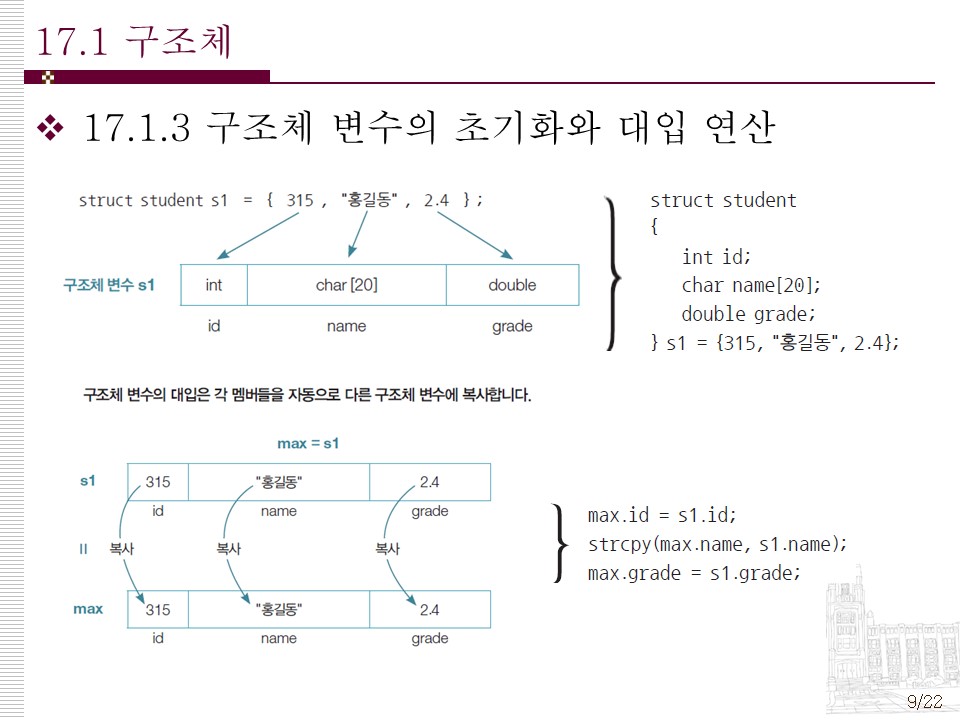 17.1 구조체
17.1.3 구조체 변수의 초기화와 대입 연산
struct student s1 = { 315 , "홍길동" , 2.4 } ;
구조체 변수 s1
int char [20] double
id name grade
struct student
{
int id;
char name[20];
double grade;
} s1 = {315, "홍길동", 2.4};
구조체 변수의 대입은 각 멤버들을 자동으로 다른 구조체 변수에 복사합니다.
max = s1
s1 315 "홍길동" 2.4
id name grade
= 복사 복사 복사
max 315 "홍길동" 2.4
id name grade
max.id = s1.id;
strcpy(max.name, s1.name);
max.grade = s1.grade;
9/22